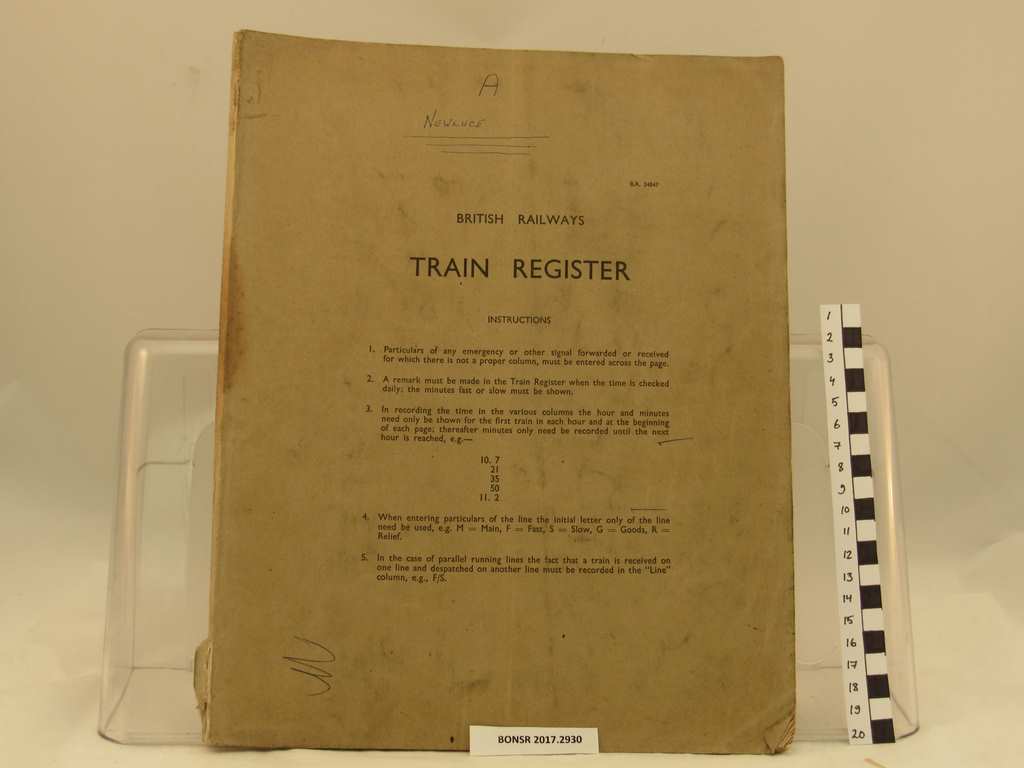 A
NEWLUCE
B.R. 24847
BRITISH RAILWAYS
TRAIN REGISTER
INSTRUCTIONS
1. Particulars of any emergency or other signal forwarded or received
for which there is not a proper column, must be entered across the page.
2. A remark must be made in the Train Register when the time is checked
daily; the minutes fast or slow must be shown.
3. In recording the time in the various columns the hour and minutes
need only be shown for the first train in each hour and at the beginning
of each page; thereafter minutes only need be recorded until the next
hour is reached, e.g.—
10. 7
21
35
50
11. 2
4. When entering particulars of the line the initial letter only of the line
need be used, e.g. M = Main, F = Fast, S = Slow, G = Goods, R =
Relief.
5. In the case of parallel running lines the fact that a train is received on
one line and despatched on another line must be recorded in the "Line"
column, e.g., F/S.
BONSR 2017.2930
1
2
3
4
5
6
7
8
9
10
11
12
13
14
15
16
17
18
19
20